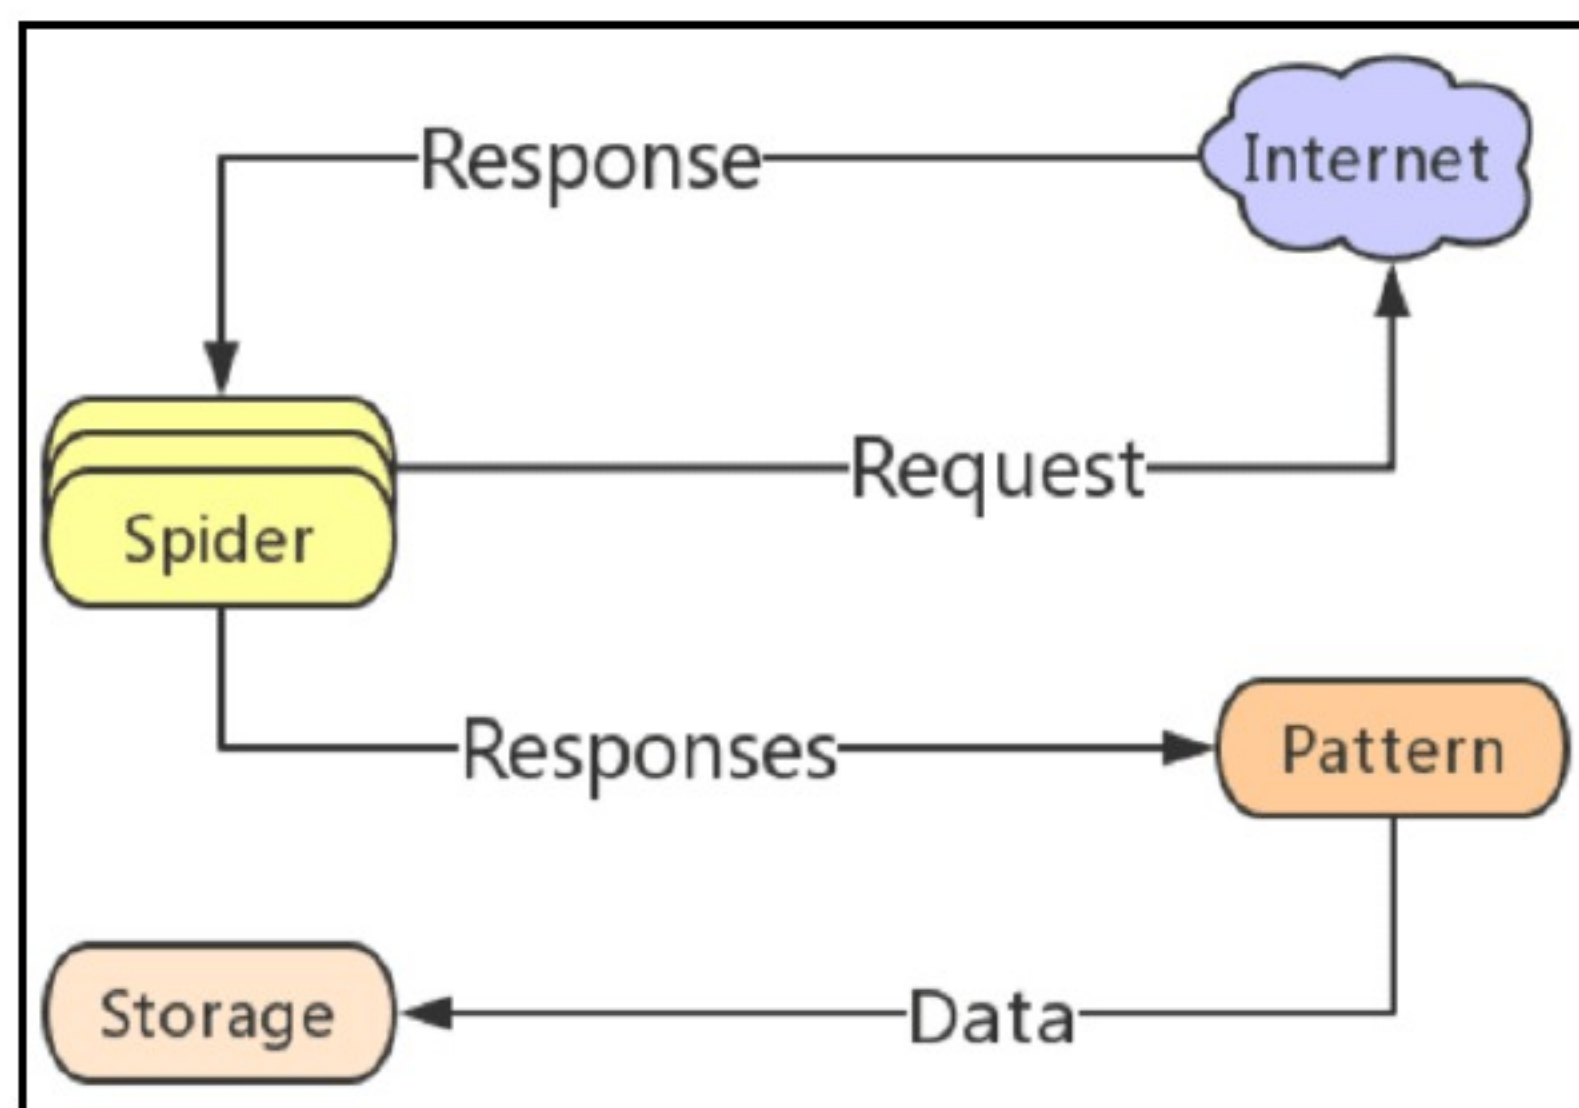 Response
Internet
Request
Spider
Responses
Pattern
Storage
Data